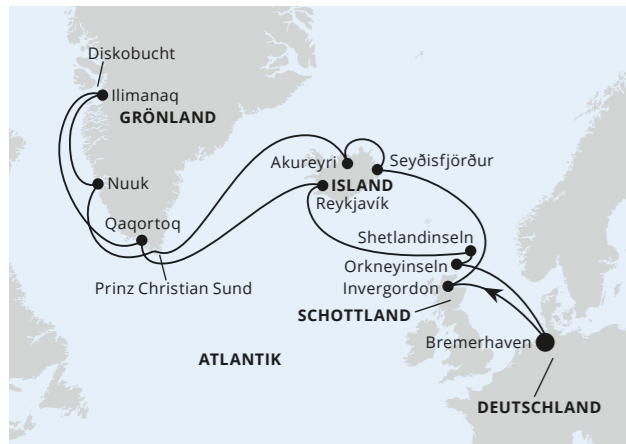 Diskobucht
Ilimanaq
GRÖNLAND
Akureyri
Seyðisfjörður
Nuuk
ISLAND
Reykjavík
Qaqortoq
Shetlandinseln
Orkneyinseln
Prinz Christian Sund
Invergordon
SCHOTTLAND
Bremerhaven
ATLANTIK
DEUTSCHLAND